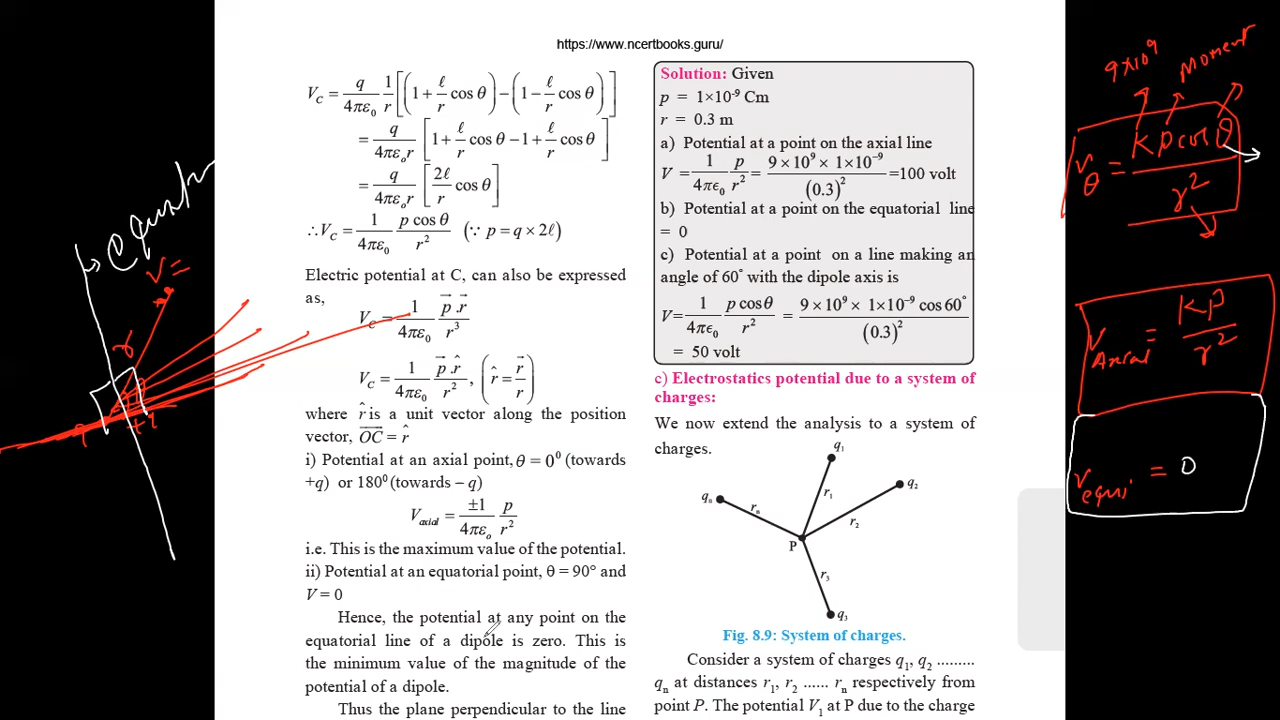 https://www.ncertbooks.guru/
V_C = q/4πε₀ 1/r [(1 + ℓ/r cos θ) − (1 − ℓ/r cos θ)]
= q/4πε₀r [1 + ℓ/r cos θ − 1 + ℓ/r cos θ]
= q/4πε₀r [2ℓ/r cos θ]
∴ V_C = 1/4πε₀ p cos θ/r² (∵ p = q × 2ℓ)
Electric potential at C, can also be expressed
as,
V_C = 1/4πε₀ p⃗.r⃗/r³
V_C = 1/4πε₀ p⃗.r̂/r², (r̂ = r⃗/r)
where r̂ is a unit vector along the position
vector, OC = r̂
i) Potential at an axial point, θ = 0⁰ (towards
+q) or 180⁰ (towards – q)
V_axial = ±1/4πε₀ p/r²
i.e. This is the maximum value of the potential.
ii) Potential at an equatorial point, θ = 90° and
V = 0
Hence, the potential at any point on the
equatorial line of a dipole is zero. This is
the minimum value of the magnitude of the
potential of a dipole.
Thus the plane perpendicular to the line
Solution: Given
p = 1×10⁻⁹ Cm
r = 0.3 m
a) Potential at a point on the axial line
V = 1/4πϵ₀ p/r² = 9×10⁹ × 1×10⁻⁹/(0.3)² =100 volt
b) Potential at a point on the equatorial line
= 0
c) Potential at a point on a line making an
angle of 60° with the dipole axis is
V= 1/4πϵ₀ p cosθ/r² = 9×10⁹ × 1×10⁻⁹ cos 60°/(0.3)²
= 50 volt
c) Electrostatics potential due to a system of
charges:
We now extend the analysis to a system of
charges.
q₁
q₂
qₙ
r₁
rₙ
r₂
P
r₃
q₃
Fig. 8.9: System of charges.
Consider a system of charges q₁, q₂ .........
qₙ at distances r₁, r₂ ...... rₙ respectively from
point P. The potential V₁ at P due to the charge
V=
r
+q
9×10⁹
Moment
V_θ = K p cos θ/r²
V_Axial = Kp/r²
V_equi = 0